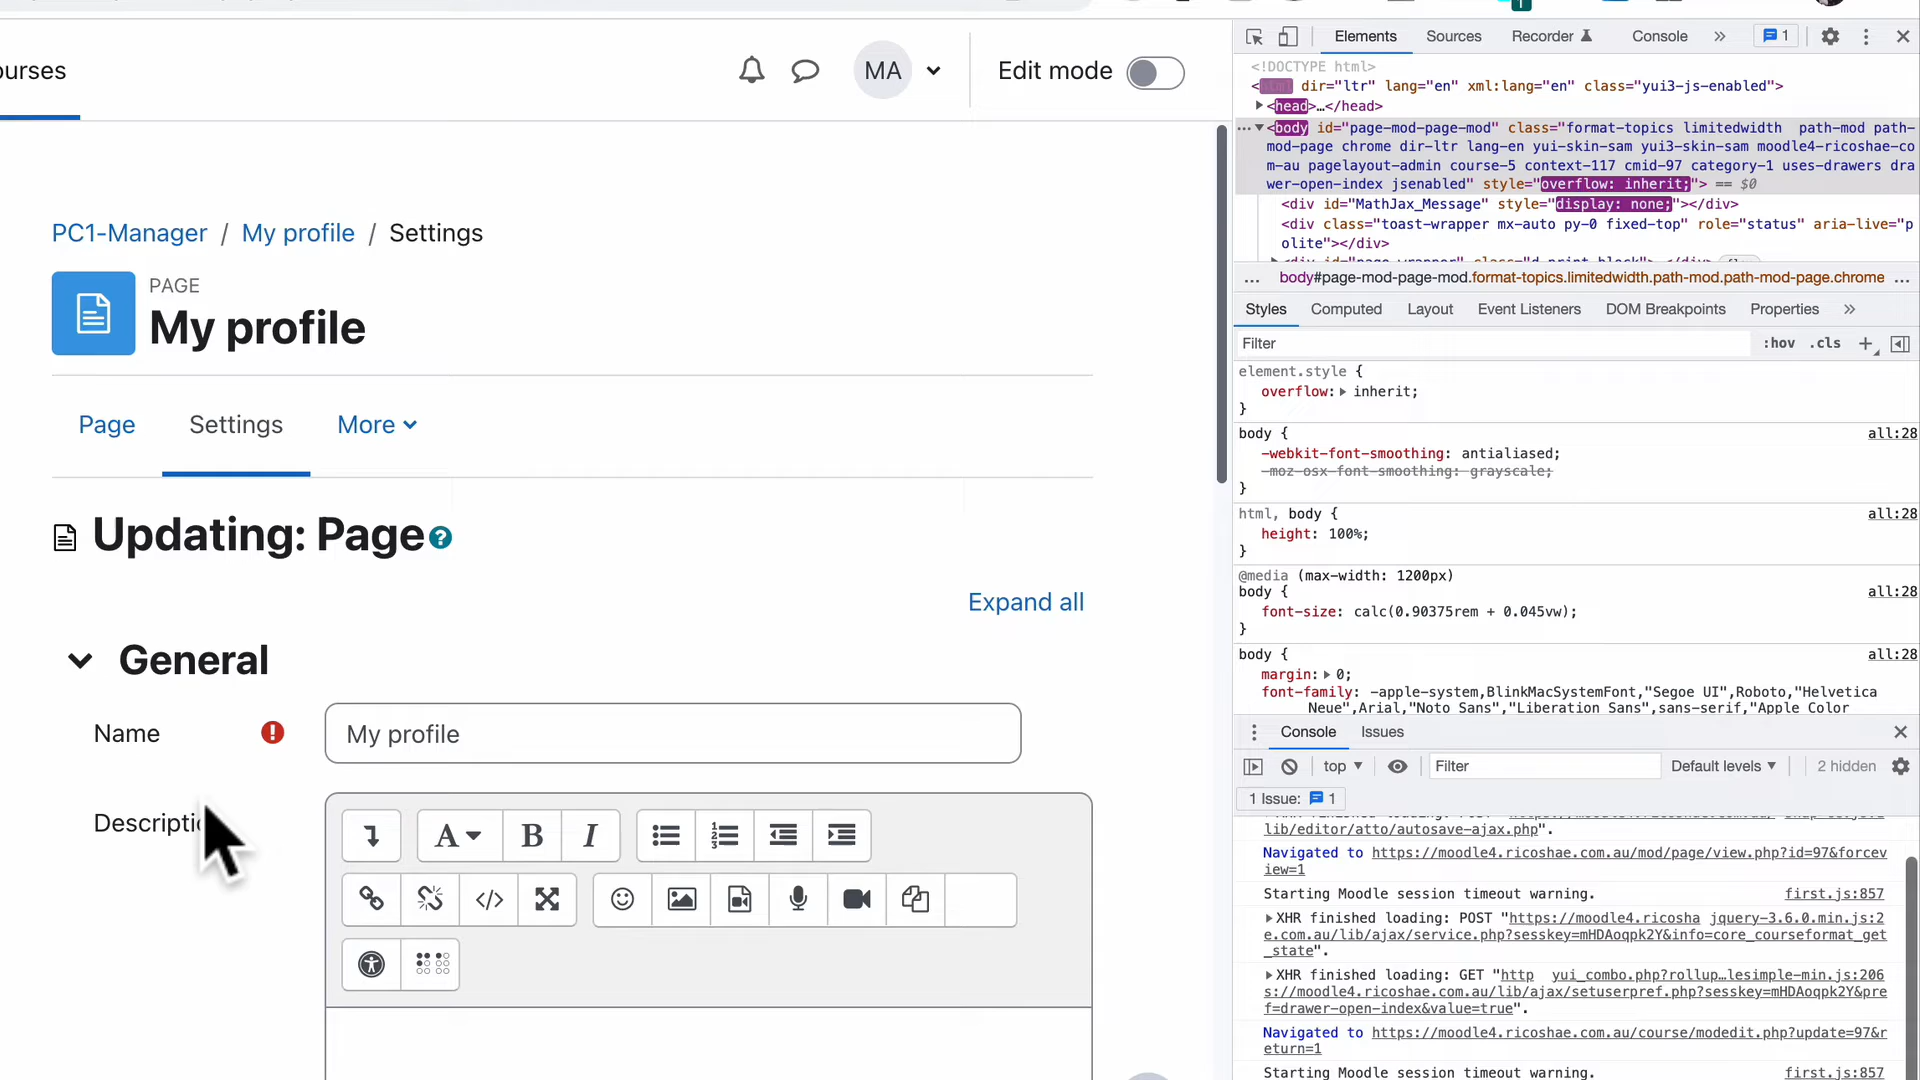 ourses
MA
Edit mode
PC1-Manager / My profile / Settings
PAGE
My profile
Page
Settings
More
Updating: Page
Expand all
General
Name
My profile
Descripti
A
B
I
Elements
Sources
Recorder
Console
1
<!DOCTYPE html>
dir="ltr" lang="en" xml:lang="en" class="yui3-js-enabled">
<head>…</head>
<body id="page-mod-page-mod" class="format-topics limitedwidth path-mod path-
mod-page chrome dir-ltr lang-en yui-skin-sam yui3-skin-sam moodle4-ricoshae-co
m-au pagelayout-admin course-5 context-117 cmid-97 category-1 uses-drawers dra
wer-open-index jsenabled" style="overflow: inherit;"> == $0
<div id="MathJax_Message" style="display: none;"></div>
<div class="toast-wrapper mx-auto py-0 fixed-top" role="status" aria-live="p
olite"></div>
... body#page-mod-page-mod.format-topics.limitedwidth.path-mod.path-mod-page.chrome ...
Styles
Computed
Layout
Event Listeners
DOM Breakpoints
Properties
Filter
:hov
.cls
element.style {
overflow: inherit;
}
body {
all:28
-webkit-font-smoothing: antialiased;
-moz-osx-font-smoothing: grayscale;
}
html, body {
all:28
height: 100%;
}
@media (max-width: 1200px)
body {
all:28
font-size: calc(0.90375rem + 0.045vw);
}
body {
all:28
margin: 0;
font-family: -apple-system,BlinkMacSystemFont,"Segoe UI",Roboto,"Helvetica
Neue",Arial,"Noto Sans","Liberation Sans",sans-serif,"Apple Color
Console
Issues
top
Filter
Default levels
2 hidden
1 Issue: 1
lib/editor/atto/autosave-ajax.php".
Navigated to https://moodle4.ricoshae.com.au/mod/page/view.php?id=97&forcev
iew=1
Starting Moodle session timeout warning. first.js:857
XHR finished loading: POST "https://moodle4.ricosha jquery-3.6.0.min.js:2
e.com.au/lib/ajax/service.php?sesskey=mHDAoqpk2Y&info=core_courseformat_get
_state".
XHR finished loading: GET "http yui_combo.php?rollup…lesimple-min.js:206
s://moodle4.ricoshae.com.au/lib/ajax/setuserpref.php?sesskey=mHDAoqpk2Y&pre
f=drawer-open-index&value=true".
Navigated to https://moodle4.ricoshae.com.au/course/modedit.php?update=97&r
eturn=1
Starting Moodle session timeout warning. first.js:857